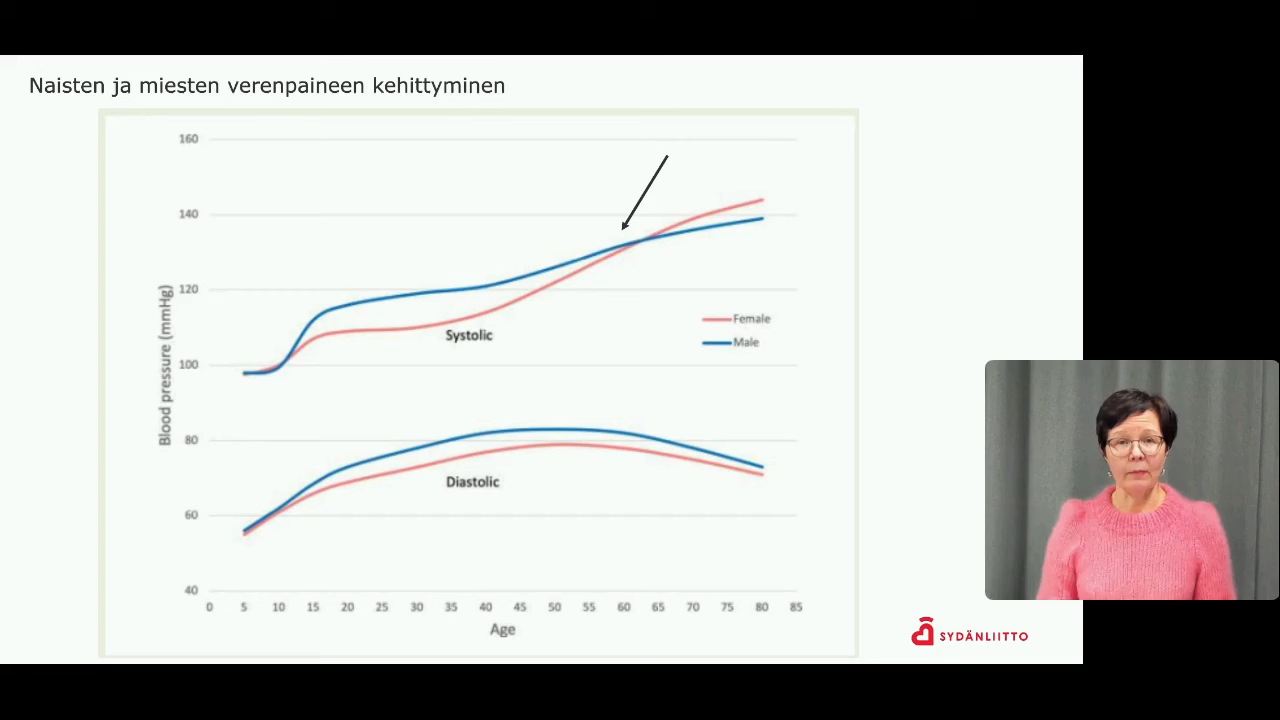 Naisten ja miesten verenpaineen kehittyminen
160
140
120
100
80
60
40
Blood pressure (mmHg)
Systolic
Diastolic
Female
Male
0 5 10 15 20 25 30 35 40 45 50 55 60 65 70 75 80 85
Age
SYDÄNLIITTO